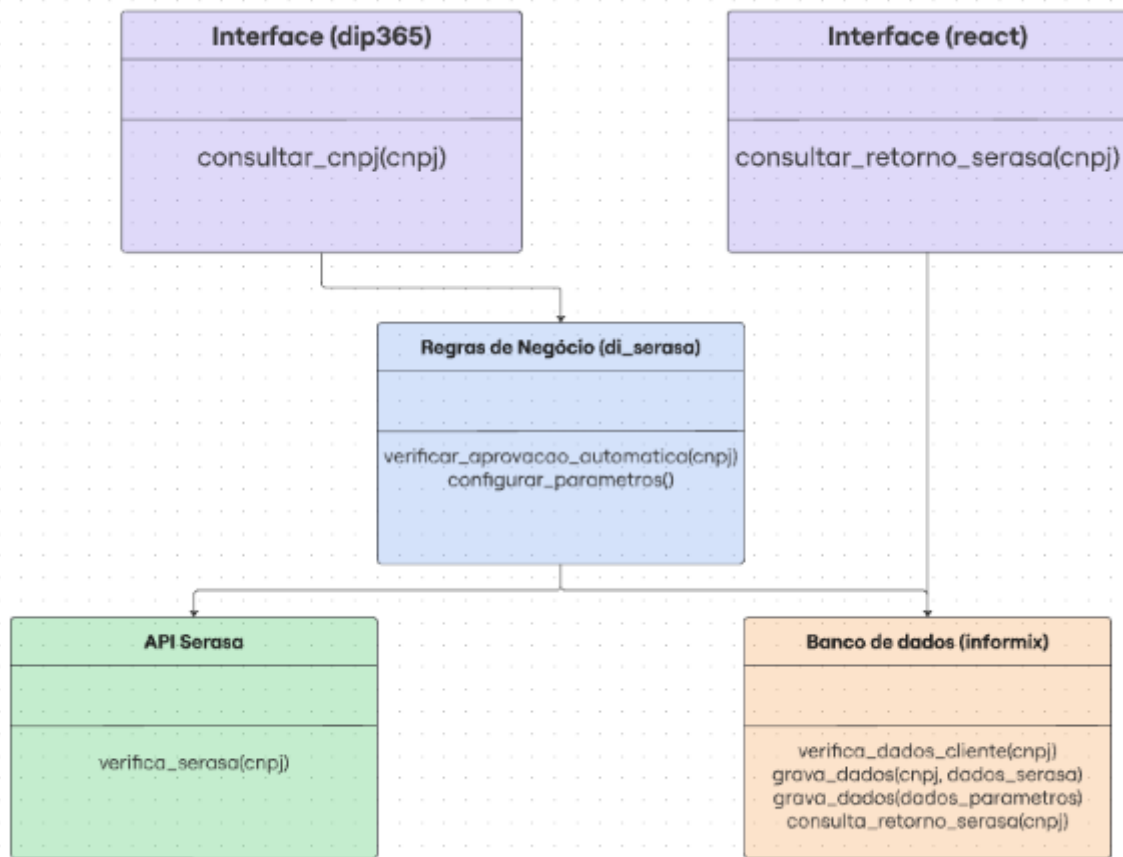 Interface (dip365)
consultar_cnpj(cnpj)
Interface (react)
consultar_retorno_serasa(cnpj)
Regras de Negócio (di_serasa)
verificar_aprovacao_automatica(cnpj)
configurar_parametros()
API Serasa
verifica_serasa(cnpj)
Banco de dados (informix)
verifica_dados_cliente(cnpj)
grava_dados(cnpj, dados_serasa)
grava_dados(dados_parametros)
consulta_retorno_serasa(cnpj)